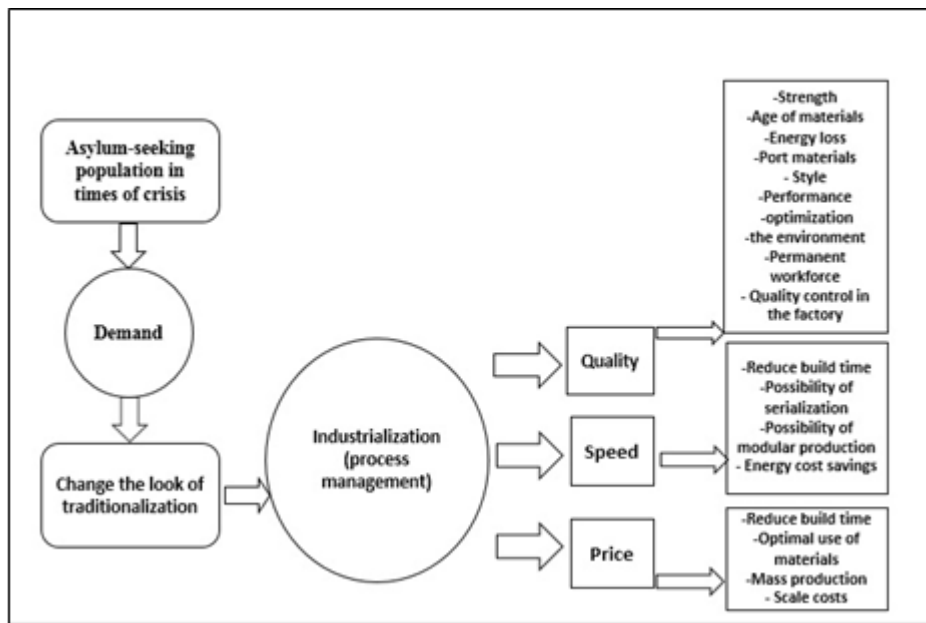 Asylum-seeking
population in
times of crisis
Demand
Change the look of
traditionalization
Industrialization
(process
management)
Quality
Speed
Price
-Strength
-Age of materials
-Energy loss
-Port materials
- Style
-Performance
-optimization
-the environment
-Permanent
workforce
- Quality control in
the factory
-Reduce build time
-Possibility of
serialization
-Possibility of
modular production
- Energy cost savings
-Reduce build time
-Optimal use of
materials
-Mass production
- Scale costs